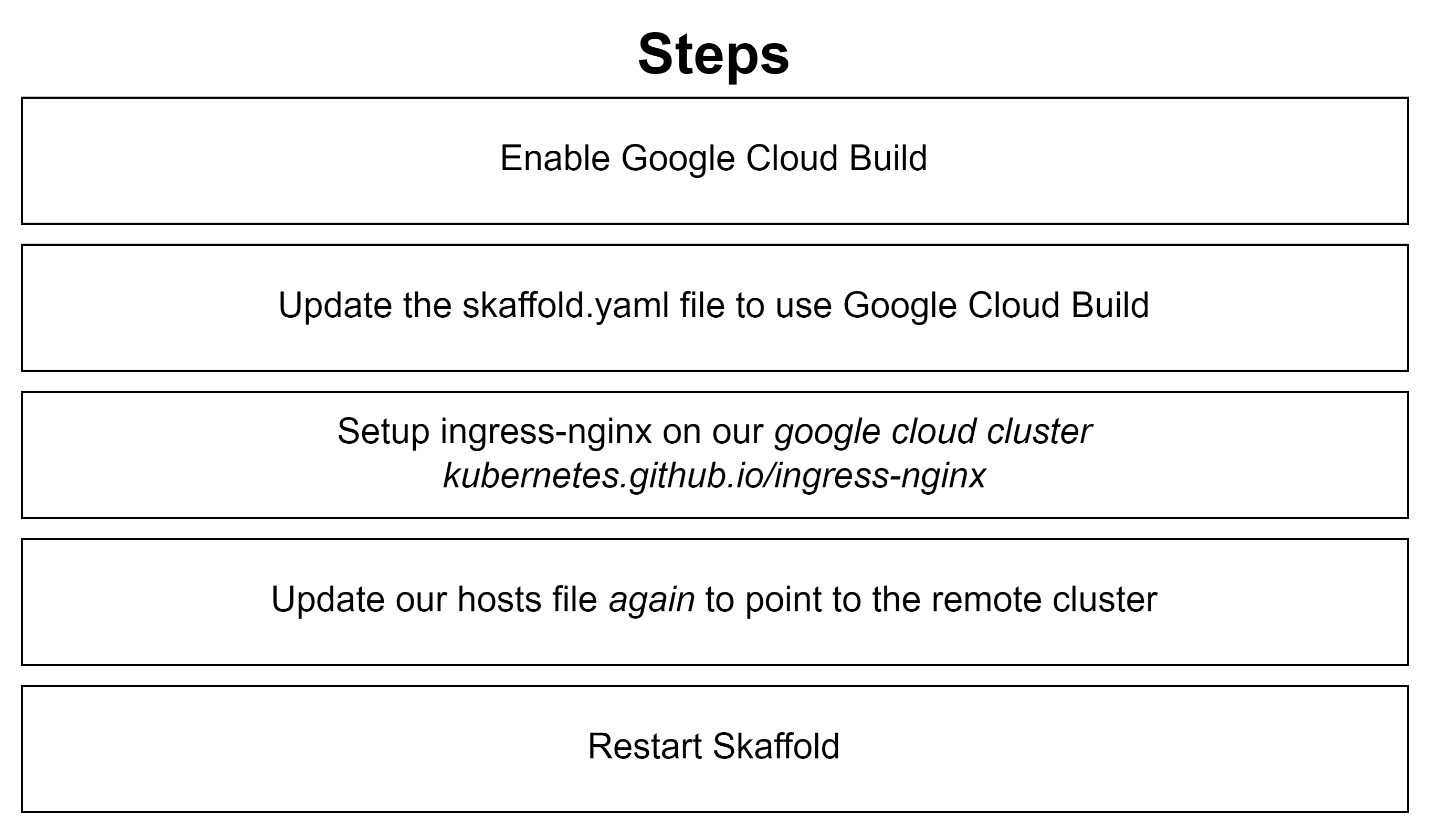 Steps
Enable Google Cloud Build
Update the skaffold.yaml file to use Google Cloud Build
Setup ingress-nginx on our google cloud cluster
kubernetes.github.io/ingress-nginx
Update our hosts file again to point to the remote cluster
Restart Skaffold